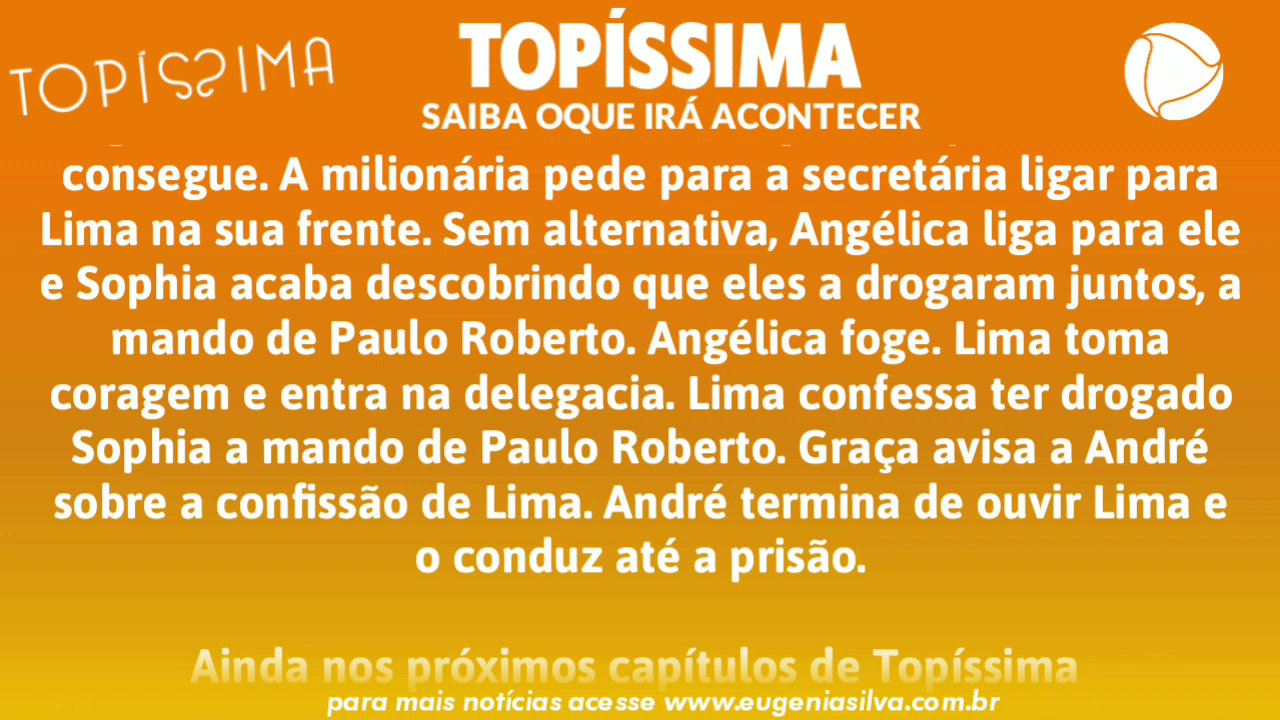 TOPÍSSIMA
TOPÍSSIMA
SAIBA OQUE IRÁ ACONTECER
consegue. A milionária pede para a secretária ligar para
Lima na sua frente. Sem alternativa, Angélica liga para ele
e Sophia acaba descobrindo que eles a drogaram juntos, a
mando de Paulo Roberto. Angélica foge. Lima toma
coragem e entra na delegacia. Lima confessa ter drogado
Sophia a mando de Paulo Roberto. Graça avisa a André
sobre a confissão de Lima. André termina de ouvir Lima e
o conduz até a prisão.
Ainda nos próximos capítulos de Topíssima
para mais notícias acesse www.eugeniasilva.com.br